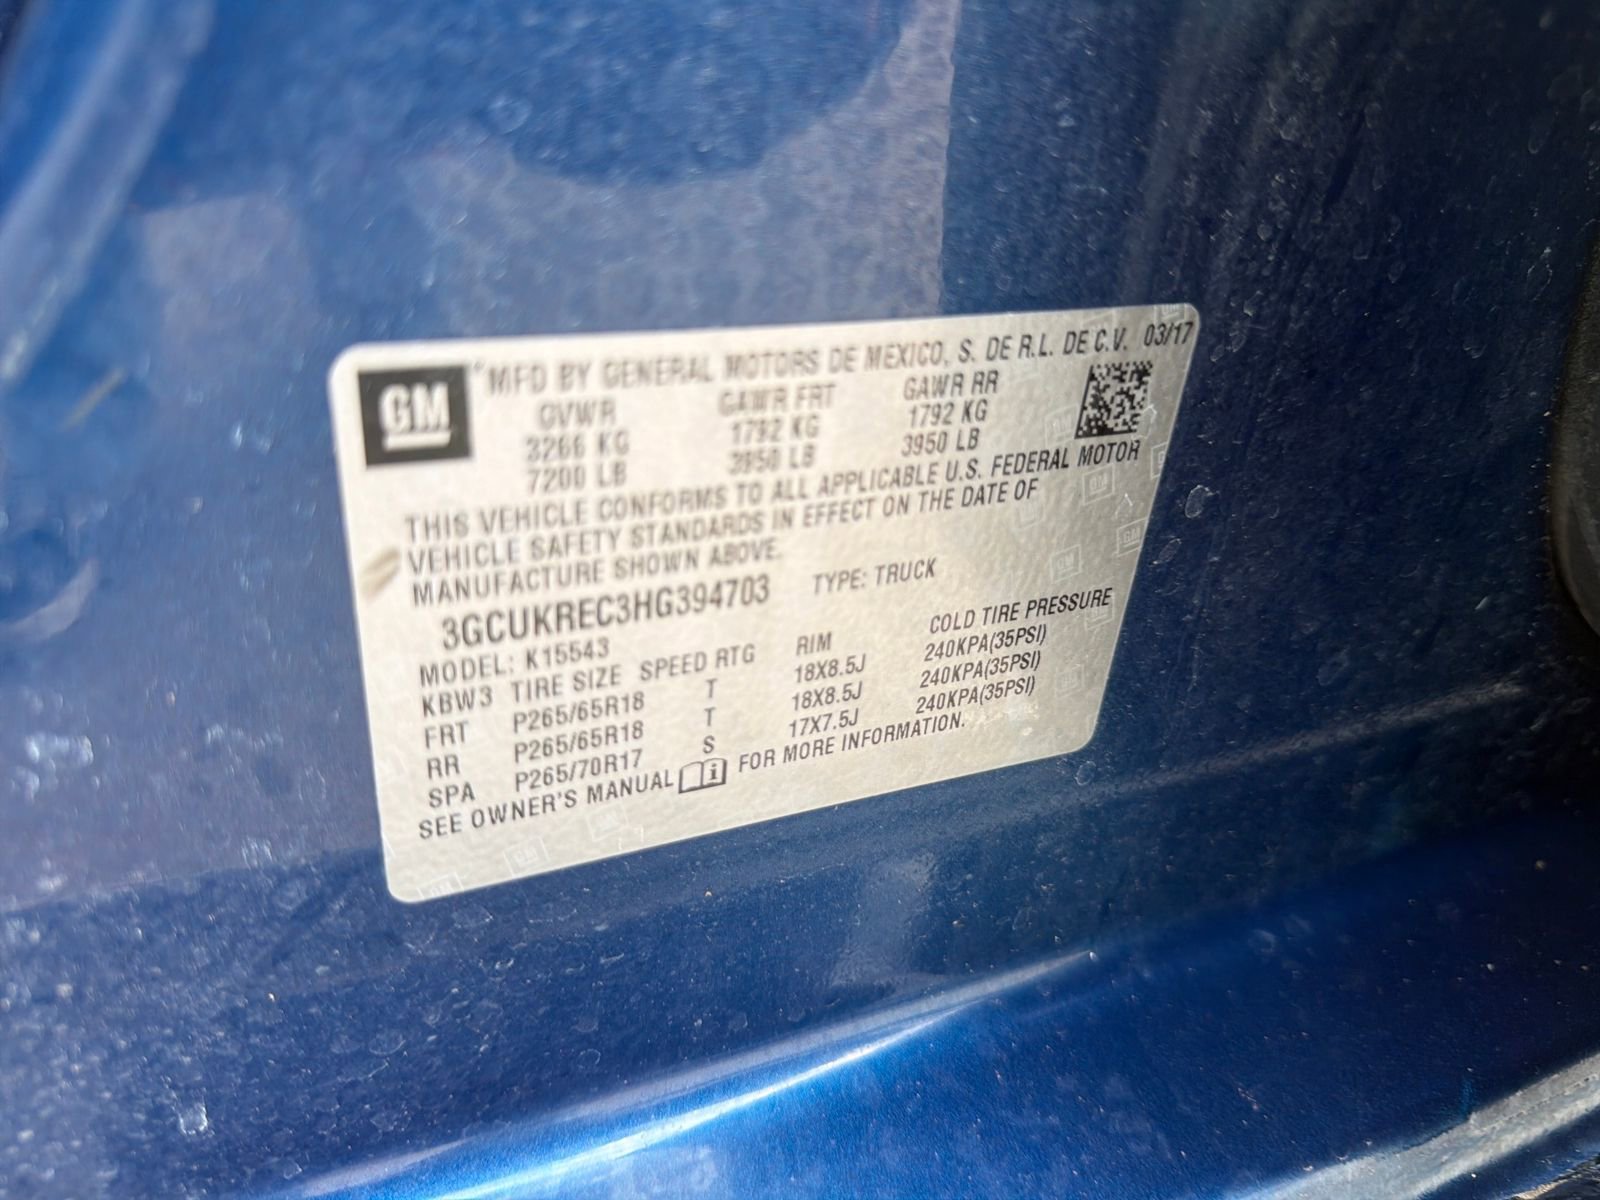 GM
MFD BY GENERAL MOTORS DE MEXICO, S. DE R.L. DE C.V. 03/17
GVWR GAWR FRT GAWR RR
3266 KG 1792 KG 1792 KG
7200 LB 3950 LB 3950 LB
THIS VEHICLE CONFORMS TO ALL APPLICABLE U.S. FEDERAL MOTOR
VEHICLE SAFETY STANDARDS IN EFFECT ON THE DATE OF
MANUFACTURE SHOWN ABOVE.
3GCUKREC3HG394703 TYPE: TRUCK
MODEL: K15543
KBW3 TIRE SIZE SPEED RTG RIM COLD TIRE PRESSURE
FRT P265/65R18 T 18X8.5J 240KPA(35PSI)
RR P265/65R18 T 18X8.5J 240KPA(35PSI)
SPA P265/70R17 S 17X7.5J 240KPA(35PSI)
SEE OWNER'S MANUAL FOR MORE INFORMATION.